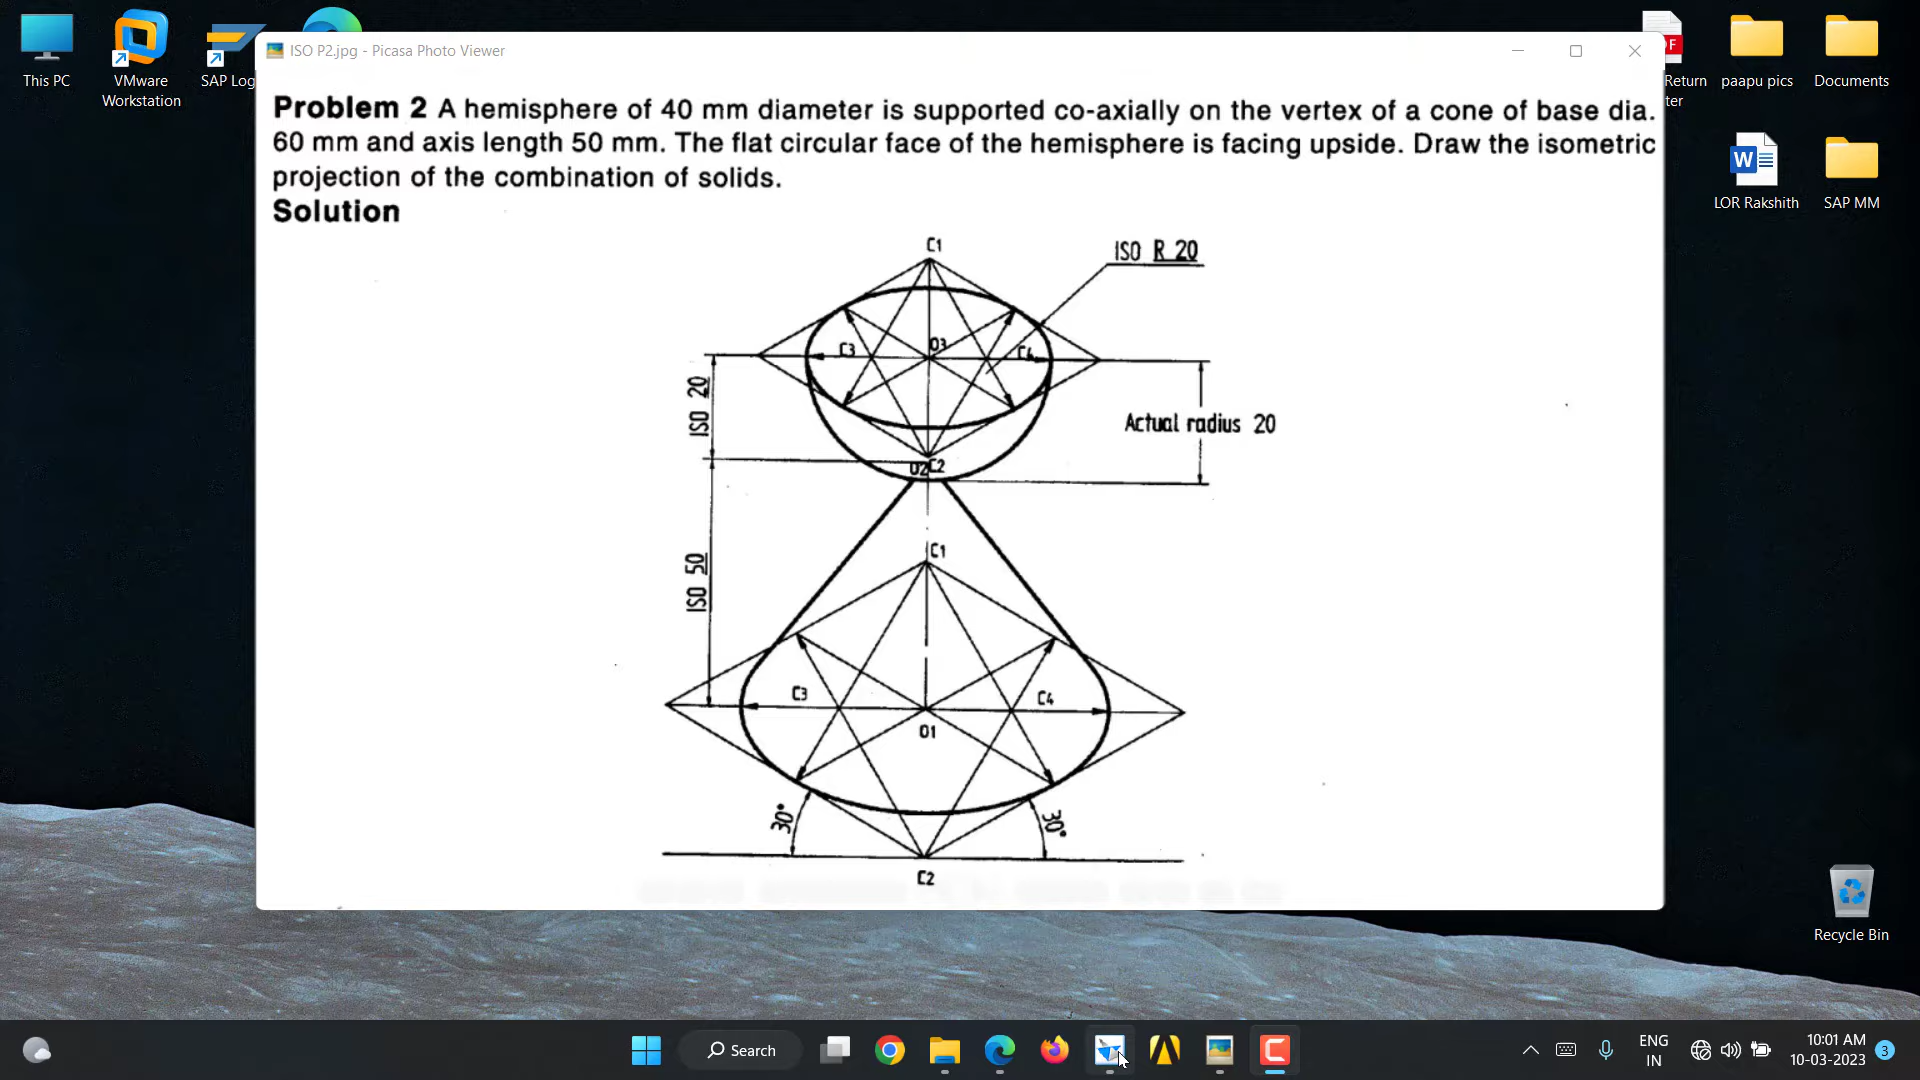 This PC
VMware
Workstation
SAP Log
ISO P2.jpg - Picasa Photo Viewer
Return
ter
paapu pics
Documents
LOR Rakshith
SAP MM
Recycle Bin
Problem 2 A hemisphere of 40 mm diameter is supported co-axially on the vertex of a cone of base dia.
60 mm and axis length 50 mm. The flat circular face of the hemisphere is facing upside. Draw the isometric
projection of the combination of solids.
Solution
C1
ISO R 20
C3
O3
C4
ISO 20
Actual radius 20
O2
C2
ISO 50
C1
C3
C4
O1
30°
30°
C2
Search
ENG
IN
10:01 AM
10-03-2023
3